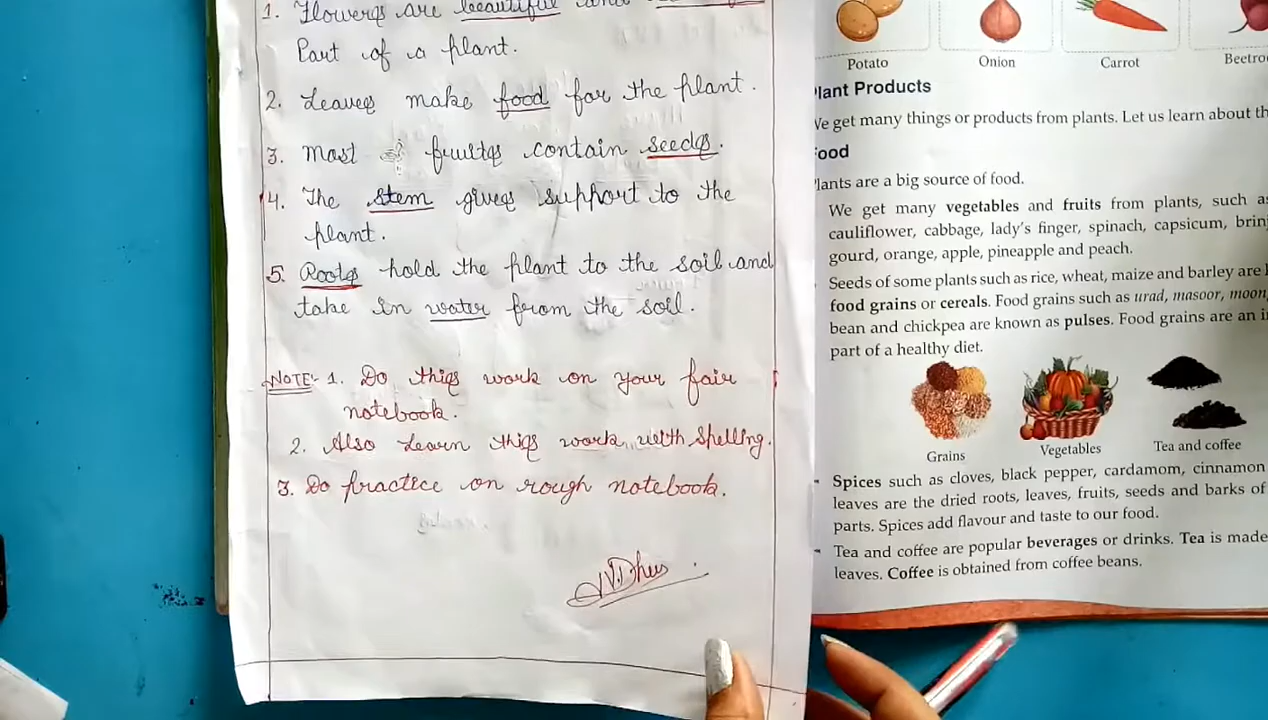 1. Flowers are beautiful and
Part of a plant.
2. Leaves make food for the plant.
3. Most fruits contain seeds.
4. The stem gives support to the
plant.
5. Roots hold the plant to the soil and
take in water from the soil.
NOTE:- 1. Do this work on your fair
notebook.
2. Also learn this work with spelling.
3. Do practice on rough notebook.
Potato Onion Carrot
Plant Products
We get many things or products from plants. Let us learn about
Food
Plants are a big source of food.
We get many vegetables and fruits from plants, such as
cauliflower, cabbage, lady's finger, spinach, capsicum,
gourd, orange, apple, pineapple and peach.
Seeds of some plants such as rice, wheat, maize and barley are
food grains or cereals. Food grains such as urad, masoor,
bean and chickpea are known as pulses. Food grains are an
part of a healthy diet.
Grains Vegetables Tea and coffee
Spices such as cloves, black pepper, cardamom, cinnamon
leaves are the dried roots, leaves, fruits, seeds and barks of
parts. Spices add flavour and taste to our food.
Tea and coffee are popular beverages or drinks. Tea is made
leaves. Coffee is obtained from coffee beans.